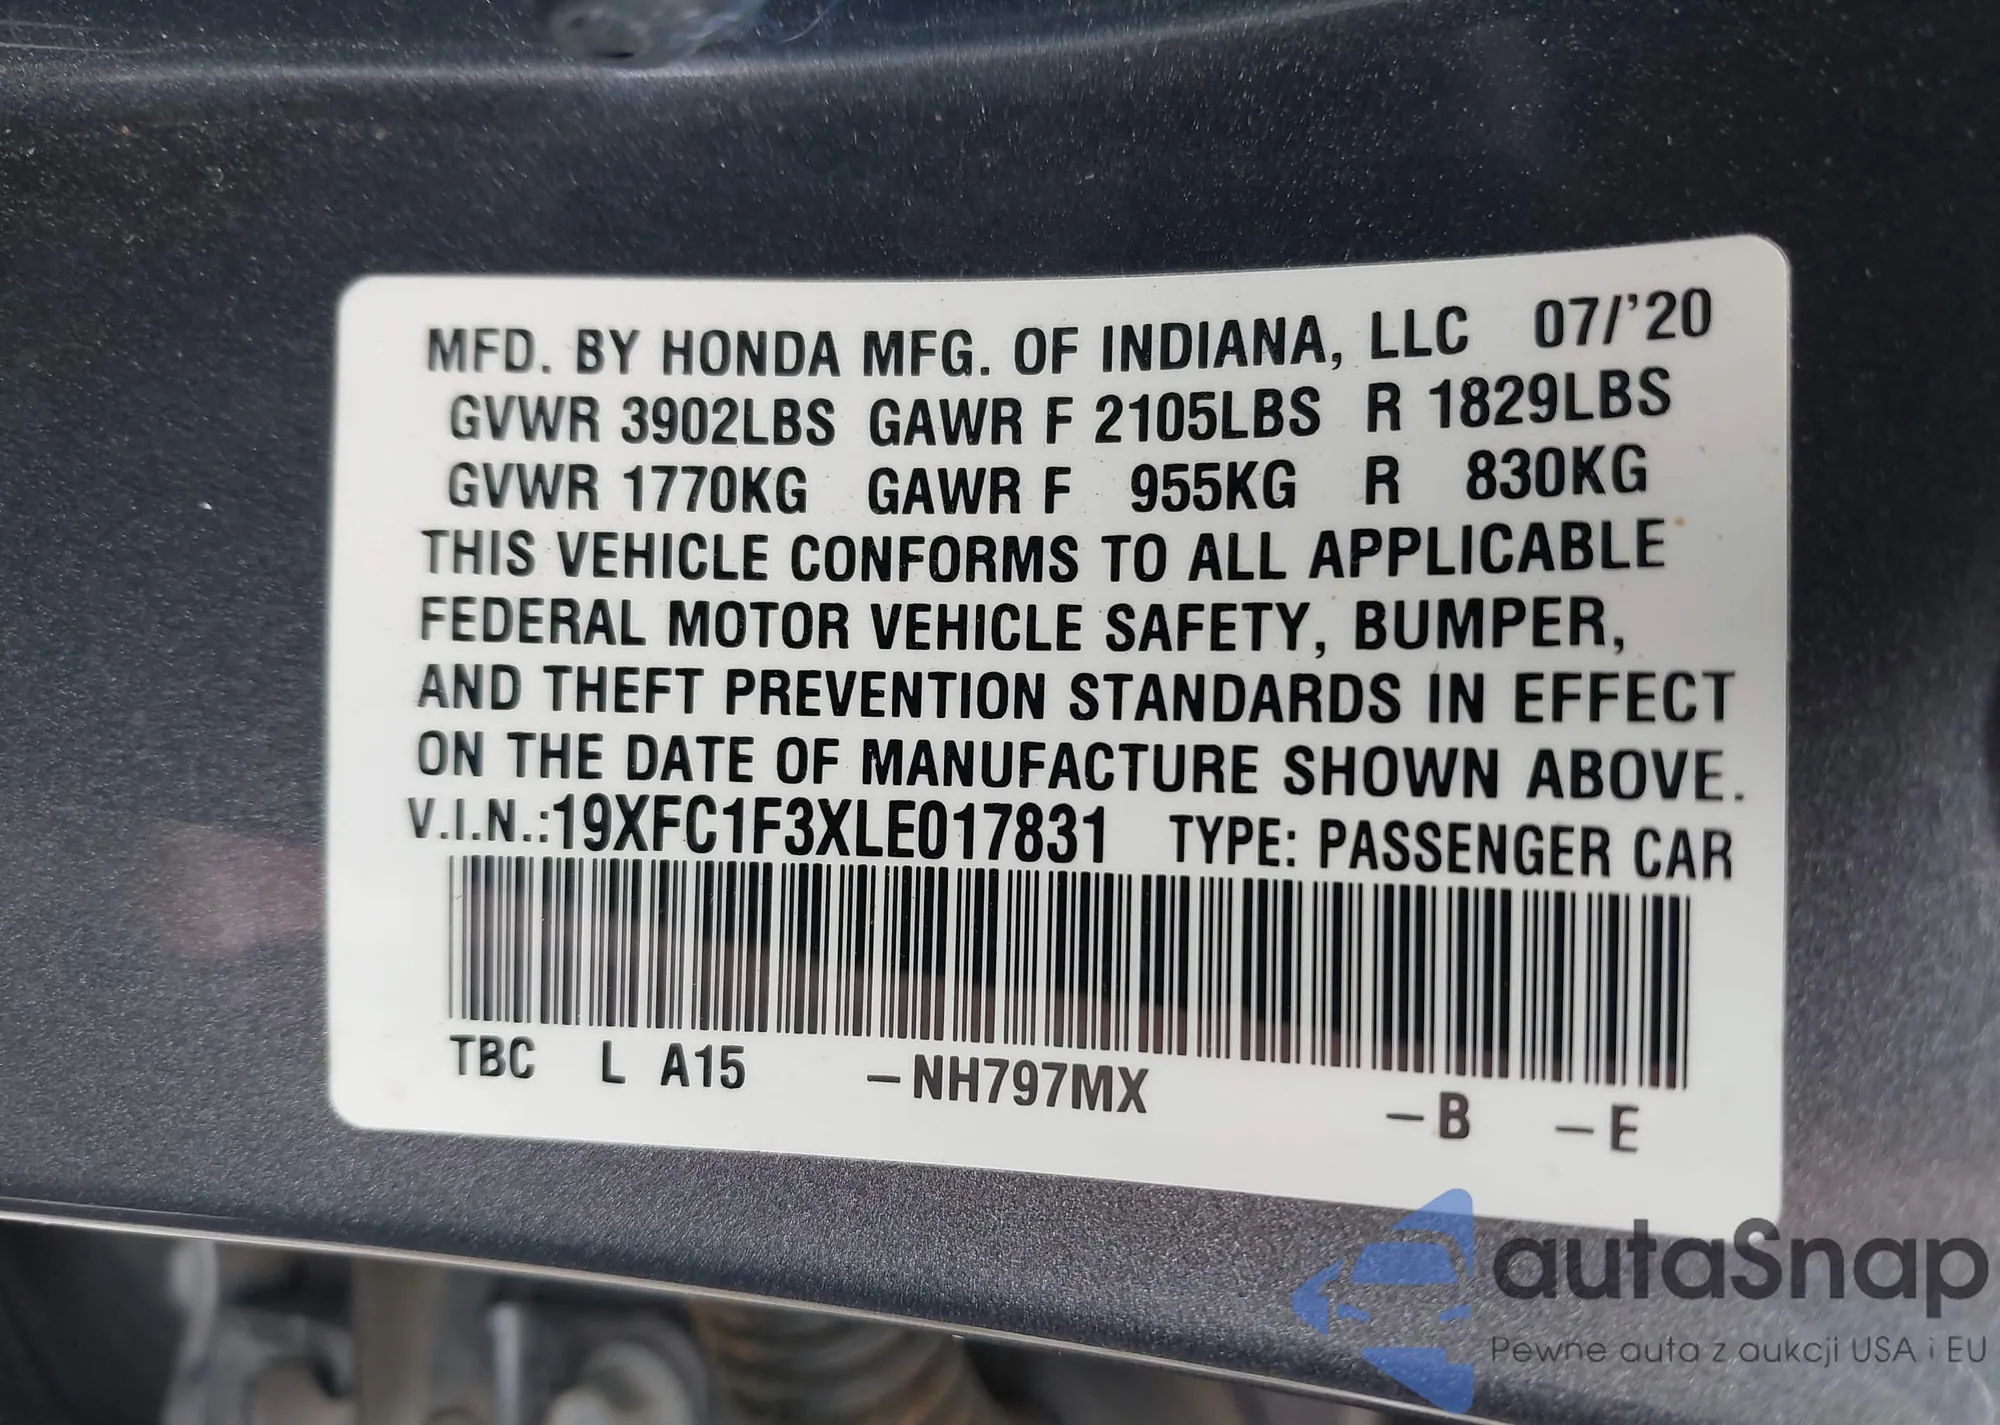 MFD. BY HONDA MFG. OF INDIANA, LLC 07/'20
GVWR 3902LBS GAWR F 2105LBS R 1829LBS
GVWR 1770KG GAWR F 955KG R 830KG
THIS VEHICLE CONFORMS TO ALL APPLICABLE
FEDERAL MOTOR VEHICLE SAFETY, BUMPER,
AND THEFT PREVENTION STANDARDS IN EFFECT
ON THE DATE OF MANUFACTURE SHOWN ABOVE.
V.I.N.:19XFC1F3XLE017831 TYPE: PASSENGER CAR
TBC L A15 –NH797MX –B –E
autaSnap
Pewne auta z aukcji USA i EU